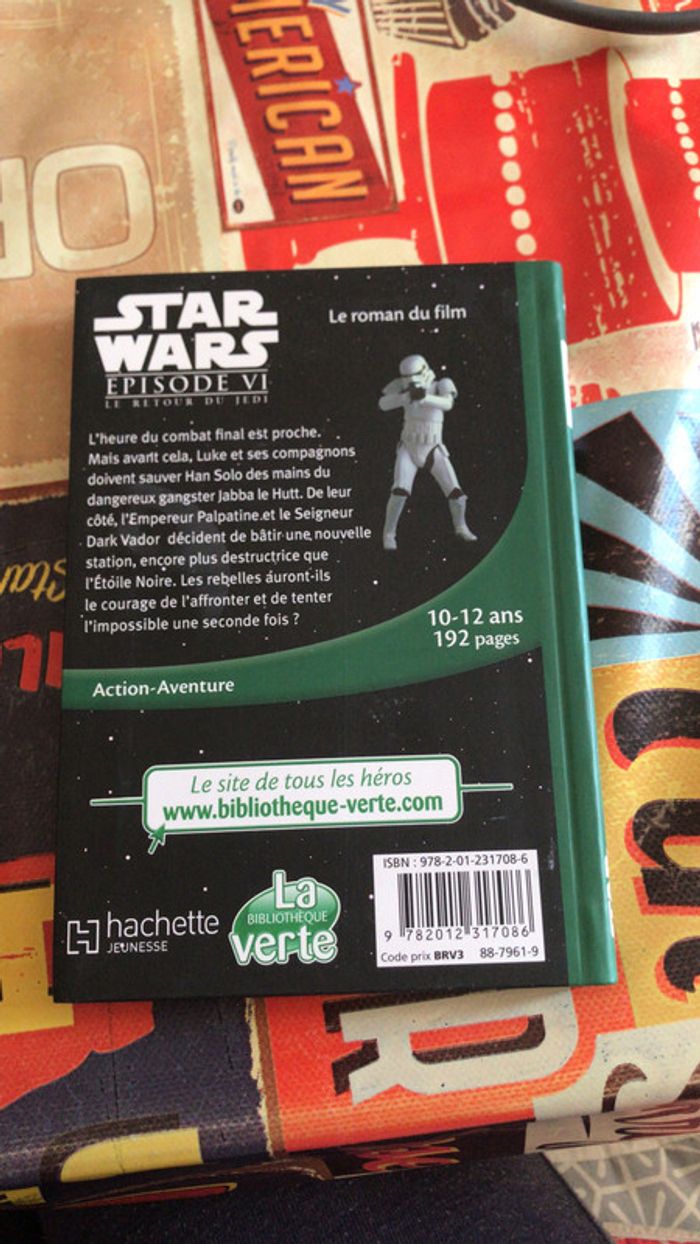 ERICAN
STAR
WARS
EPISODE VI
LE RETOUR DU JEDI
Le roman du film
L'heure du combat final est proche.
Mais avant cela, Luke et ses compagnons
doivent sauver Han Solo des mains du
dangereux gangster Jabba le Hutt. De leur
côté, l'Empereur Palpatine et le Seigneur
Dark Vador décident de bâtir une nouvelle
station, encore plus destructrice que
l'Étoile Noire. Les rebelles auront-ils
le courage de l'affronter et de tenter
l'impossible une seconde fois ?
10-12 ans
192 pages
Action-Aventure
Le site de tous les héros
www.bibliotheque-verte.com
hachette
JEUNESSE
La
BIBLIOTHÈQUE
verte
ISBN : 978-2-01-231708-6
9 782012 317086
Code prix BRV3 88-7961-9